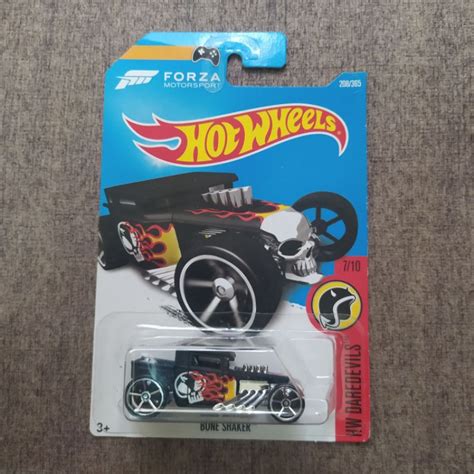 FORZA
MOTORSPORT
208/365
HOT WHEELS
7/10
HW DAREDEVILS
3+
BONE SHAKER